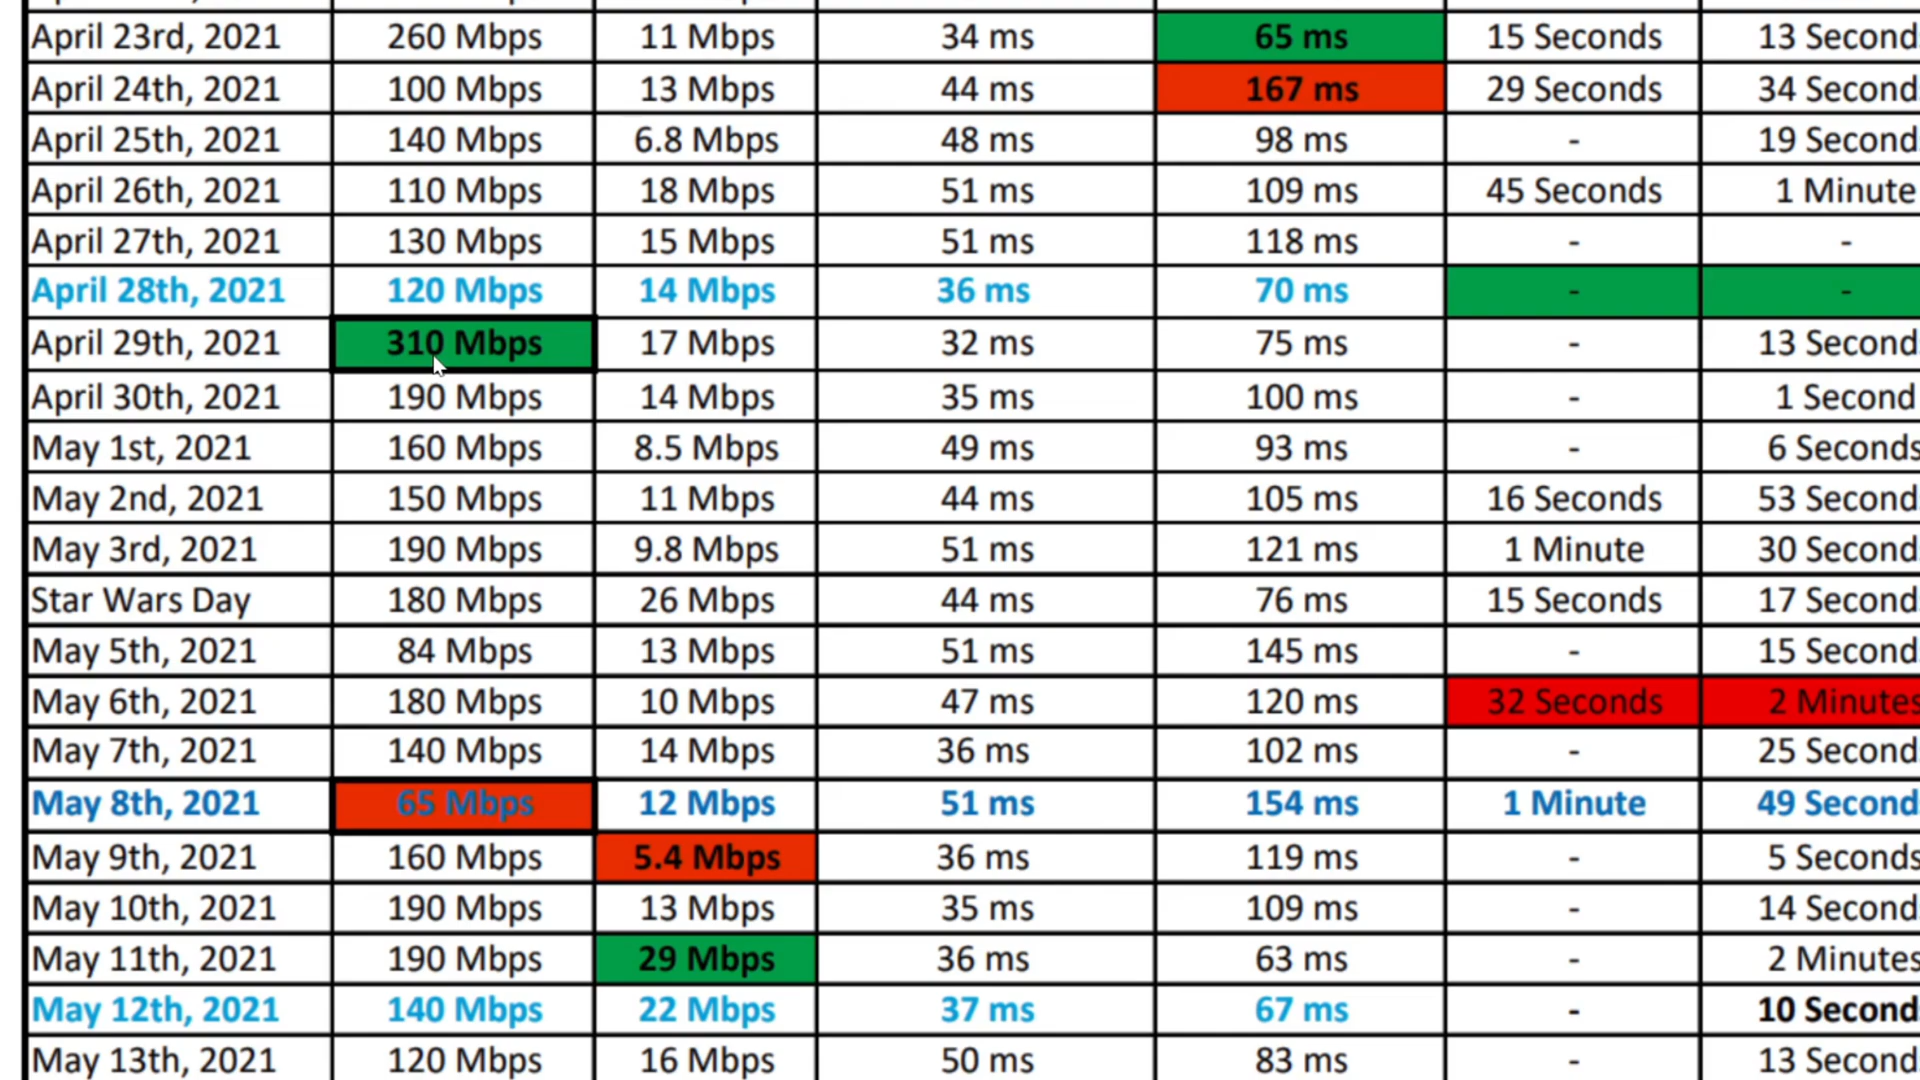 April 23rd, 2021 260 Mbps 11 Mbps 34 ms 65 ms 15 Seconds 13 Second
April 24th, 2021 100 Mbps 13 Mbps 44 ms 167 ms 29 Seconds 34 Second
April 25th, 2021 140 Mbps 6.8 Mbps 48 ms 98 ms - 19 Second
April 26th, 2021 110 Mbps 18 Mbps 51 ms 109 ms 45 Seconds 1 Minute
April 27th, 2021 130 Mbps 15 Mbps 51 ms 118 ms - -
April 28th, 2021 120 Mbps 14 Mbps 36 ms 70 ms - -
April 29th, 2021 310 Mbps 17 Mbps 32 ms 75 ms - 13 Second
April 30th, 2021 190 Mbps 14 Mbps 35 ms 100 ms - 1 Second
May 1st, 2021 160 Mbps 8.5 Mbps 49 ms 93 ms - 6 Seconds
May 2nd, 2021 150 Mbps 11 Mbps 44 ms 105 ms 16 Seconds 53 Second
May 3rd, 2021 190 Mbps 9.8 Mbps 51 ms 121 ms 1 Minute 30 Second
Star Wars Day 180 Mbps 26 Mbps 44 ms 76 ms 15 Seconds 17 Second
May 5th, 2021 84 Mbps 13 Mbps 51 ms 145 ms - 15 Second
May 6th, 2021 180 Mbps 10 Mbps 47 ms 120 ms 32 Seconds 2 Minutes
May 7th, 2021 140 Mbps 14 Mbps 36 ms 102 ms - 25 Second
May 8th, 2021 65 Mbps 12 Mbps 51 ms 154 ms 1 Minute 49 Second
May 9th, 2021 160 Mbps 5.4 Mbps 36 ms 119 ms - 5 Seconds
May 10th, 2021 190 Mbps 13 Mbps 35 ms 109 ms - 14 Second
May 11th, 2021 190 Mbps 29 Mbps 36 ms 63 ms - 2 Minutes
May 12th, 2021 140 Mbps 22 Mbps 37 ms 67 ms - 10 Second
May 13th, 2021 120 Mbps 16 Mbps 50 ms 83 ms - 13 Second